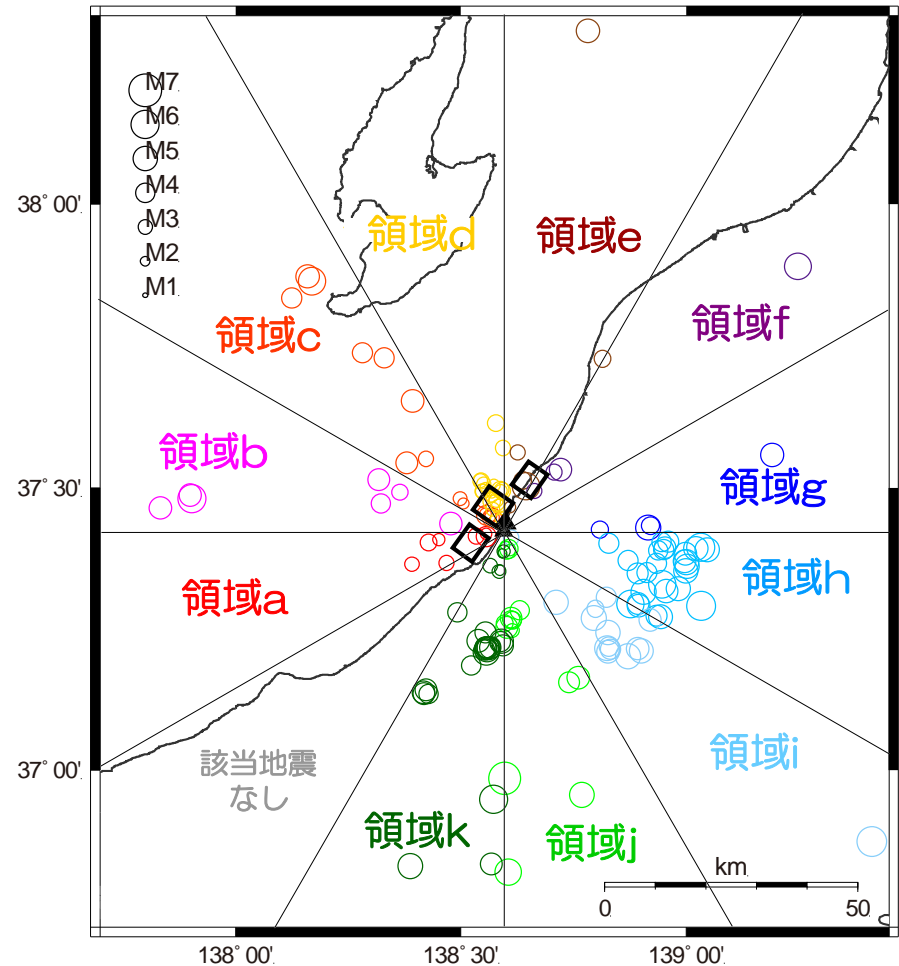 M7
M6
M5
M4
M3
M2
M1
38° 00'
領域d
領域e
領域c
領域f
領域b
37° 30'
領域g
領域a
領域h
該当地震
なし
領域i
37° 00'
領域k
領域j
km
0
50
138° 00'
138° 30'
139° 00'